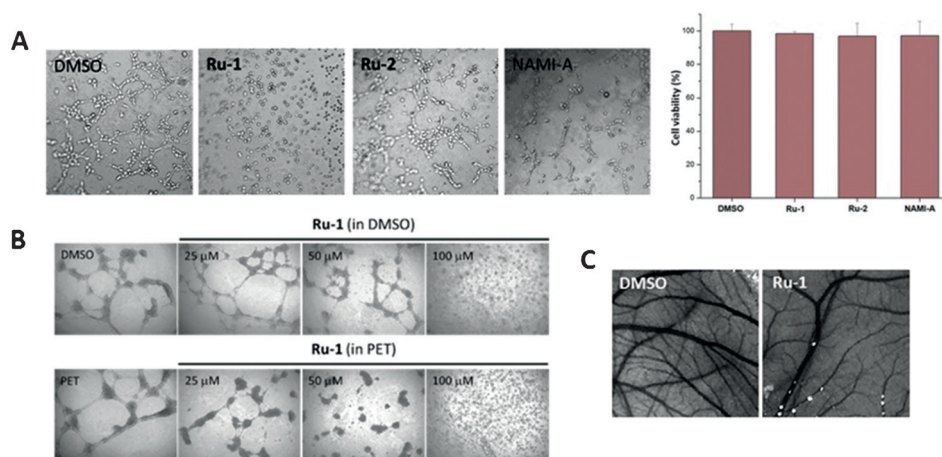 A
DMSO
Ru-1
Ru-2
NAMI-A
Cell viability (%)
100
80
60
40
20
0
DMSO
Ru-1
Ru-2
NAMI-A
B
Ru-1 (in DMSO)
DMSO
25 μM
50 μM
100 μM
Ru-1 (in PET)
PET
25 μM
50 μM
100 μM
C
DMSO
Ru-1